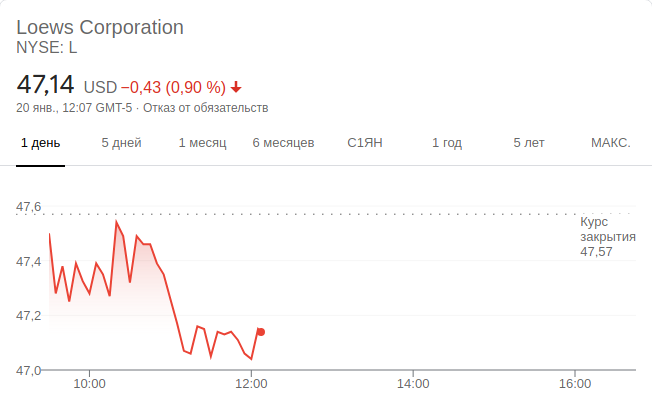 Loews Corporation
NYSE: L
47,14 USD −0,43 (0,90 %)
20 янв., 12:07 GMT-5 · Отказ от обязательств
1 день 5 дней 1 месяц 6 месяцев С1ЯН 1 год 5 лет МАКС.
47,6
Курс
закрытия
47,57
47,4
47,2
47,0
10:00 12:00 14:00 16:00